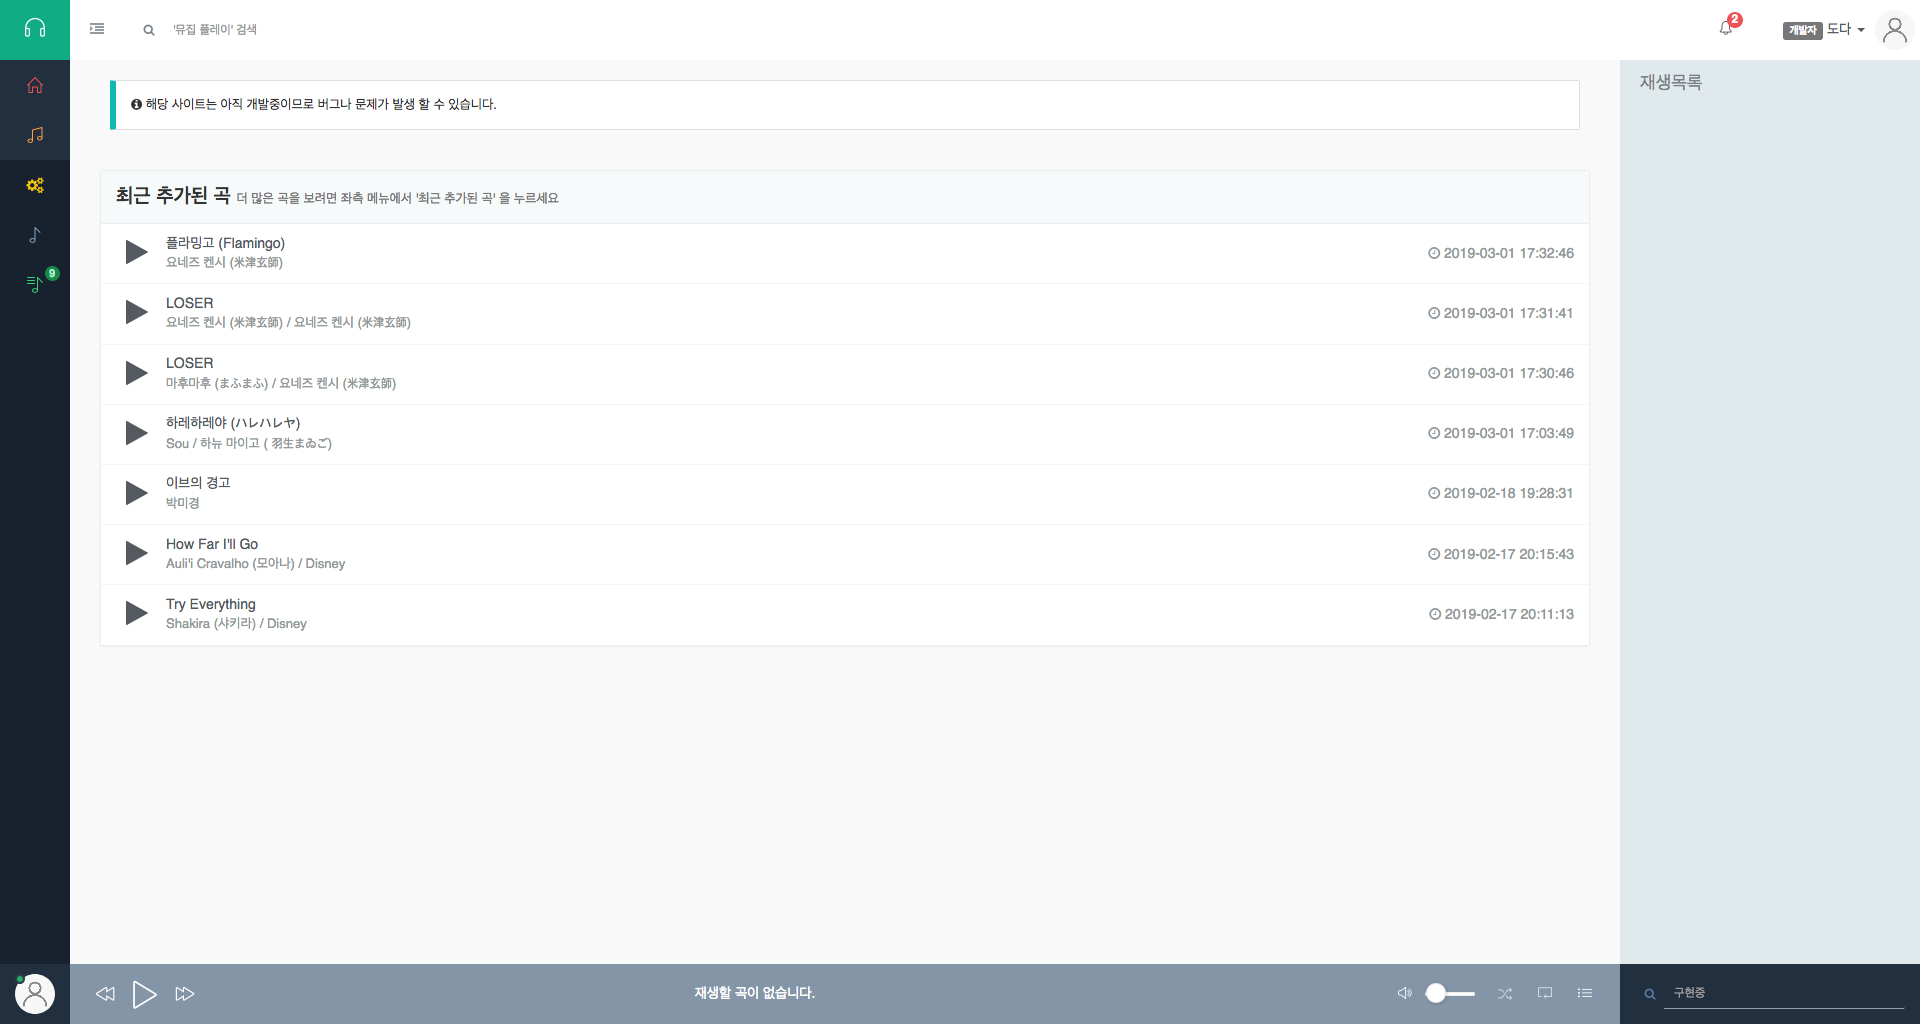 '뮤집 플레이' 검색
2
개발자 도다
재생목록
해당 사이트는 아직 개발중이므로 버그나 문제가 발생 할 수 있습니다.
최근 추가된 곡 더 많은 곡을 보려면 좌측 메뉴에서 '최근 추가된 곡' 을 누르세요
플라밍고 (Flamingo)
요네즈 켄시 (米津玄師)
2019-03-01 17:32:46
9
LOSER
요네즈 켄시 (米津玄師) / 요네즈 켄시 (米津玄師)
2019-03-01 17:31:41
LOSER
마후마후 (まふまふ) / 요네즈 켄시 (米津玄師)
2019-03-01 17:30:46
하레하레야 (ハレハレヤ)
Sou / 하뉴 마이고 ( 羽生まゐご)
2019-03-01 17:03:49
이브의 경고
박미경
2019-02-18 19:28:31
How Far I'll Go
Auli'i Cravalho (모아나) / Disney
2019-02-17 20:15:43
Try Everything
Shakira (샤키라) / Disney
2019-02-17 20:11:13
재생할 곡이 없습니다.
구현중